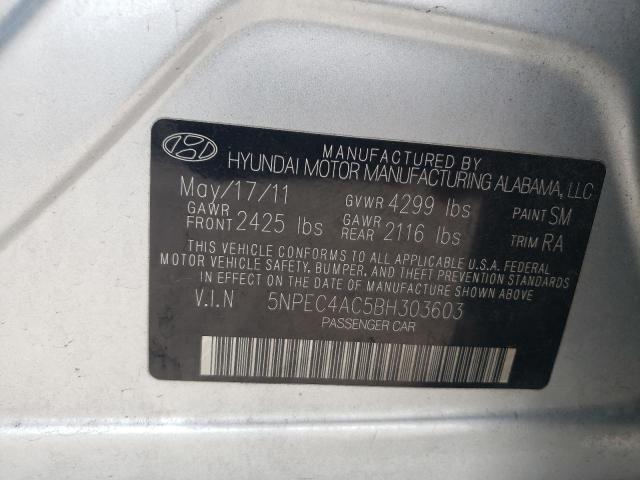 MANUFACTURED BY
HYUNDAI MOTOR MANUFACTURING ALABAMA, LLC
May/17/11 GVWR 4299 lbs PAINT SM
GAWR FRONT 2425 lbs GAWR REAR 2116 lbs TRIM RA
THIS VEHICLE CONFORMS TO ALL APPLICABLE U.S.A. FEDERAL
MOTOR VEHICLE SAFETY, BUMPER, AND THEFT PREVENTION STANDARDS
IN EFFECT ON THE DATE OF MANUFACTURE SHOWN ABOVE
V.I.N 5NPEC4AC5BH303603
PASSENGER CAR